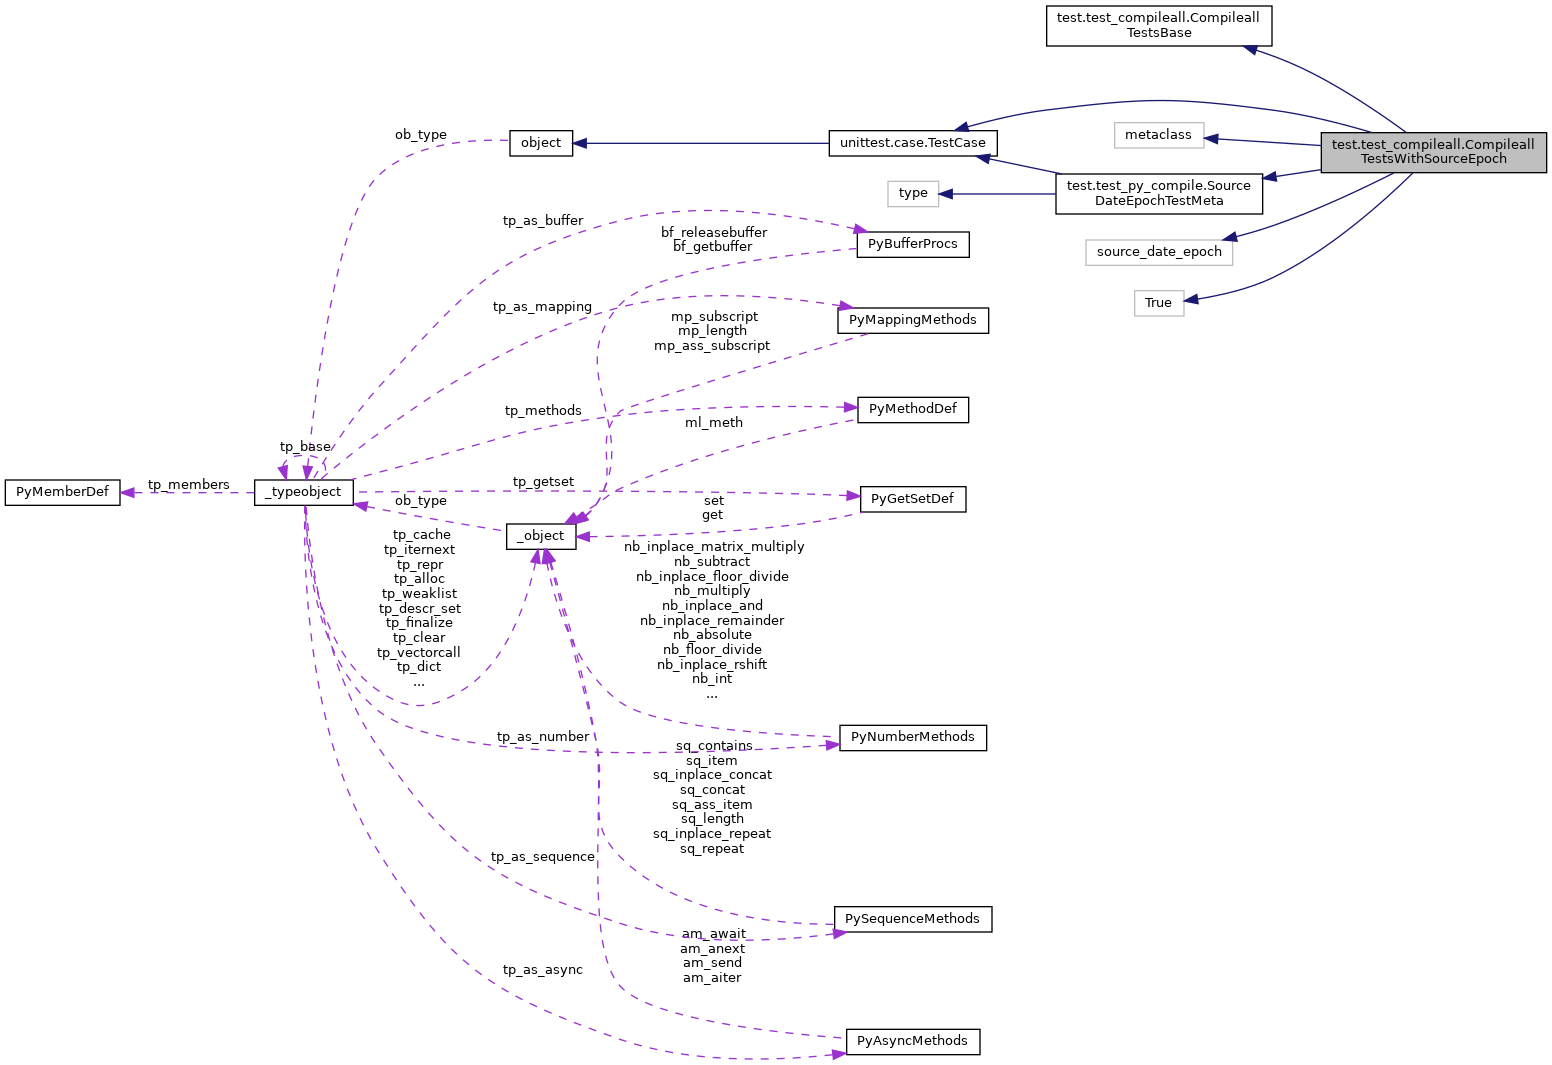 test.test_compileall.Compileall
TestsBase
ob_type
object
unittest.case.TestCase
metaclass
test.test_compileall.Compileall
TestsWithSourceEpoch
type
test.test_py_compile.Source
DateEpochTestMeta
tp_as_buffer
bf_releasebuffer
bf_getbuffer
PyBufferProcs
source_date_epoch
tp_as_mapping
mp_subscript
mp_length
mp_ass_subscript
PyMappingMethods
True
tp_methods
ml_meth
PyMethodDef
tp_base
PyMemberDef
tp_members
_typeobject
tp_getset
PyGetSetDef
ob_type
set
get
_object
tp_cache
tp_iternext
tp_repr
tp_alloc
tp_weaklist
tp_descr_set
tp_finalize
tp_clear
tp_vectorcall
tp_dict
...
nb_inplace_matrix_multiply
nb_subtract
nb_inplace_floor_divide
nb_multiply
nb_inplace_and
nb_inplace_remainder
nb_absolute
nb_floor_divide
nb_inplace_rshift
nb_int
...
tp_as_number
PyNumberMethods
sq_contains
sq_item
sq_inplace_concat
sq_concat
sq_ass_item
sq_length
sq_inplace_repeat
sq_repeat
tp_as_sequence
PySequenceMethods
am_await
am_anext
am_send
am_aiter
tp_as_async
PyAsyncMethods